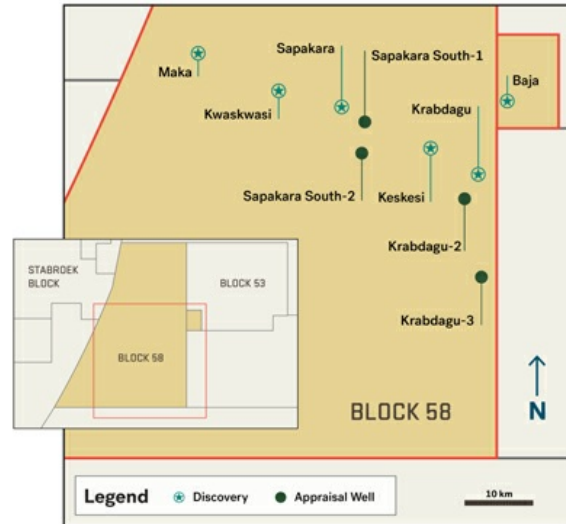 Sapakara
Sapakara South-1
Maka
Baja
Kwaskwasi
Krabdagu
Sapakara South-2
Keskesi
Krabdagu-2
STABROEK
BLOCK
BLOCK 53
Krabdagu-3
BLOCK 58
BLOCK 58
N
Legend
Discovery
Appraisal Well
10 km